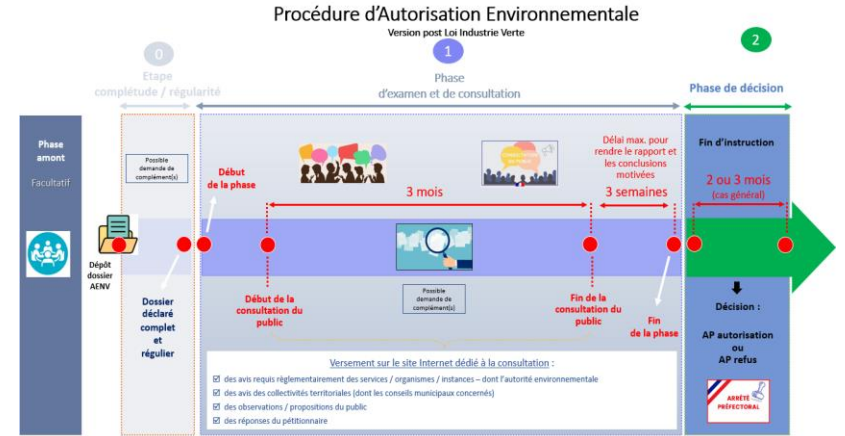 Procédure d'Autorisation Environnementale
Version post Loi Industrie Verte
0
Etape
complétude / régularité
1
Phase
d'examen et de consultation
2
Phase de décision
Phase
amont
Facultatif
Dépôt
dossier
AENV
Possible
demande de
complément(s)
Dossier
déclaré
complet
et
régulier
Début
de la phase
3 mois
CONSULTATION
DU PUBLIC
Délai max. pour
rendre le rapport et
les conclusions
motivées
3 semaines
Début de la
consultation du
public
Possible
demande de
complément(s)
Fin de la
consultation du
public
Fin
de la phase
Versement sur le site Internet dédié à la consultation :
☑ des avis requis règlementairement des services / organismes / instances – dont l'autorité environnementale
☑ des avis des collectivités territoriales (dont les conseils municipaux concernés)
☑ des observations / propositions du public
☑ des réponses du pétitionnaire
Fin d'instruction
2 ou 3 mois
(cas général)
Décision :
AP autorisation
ou
AP refus
ARRÊTÉ
PRÉFECTORAL